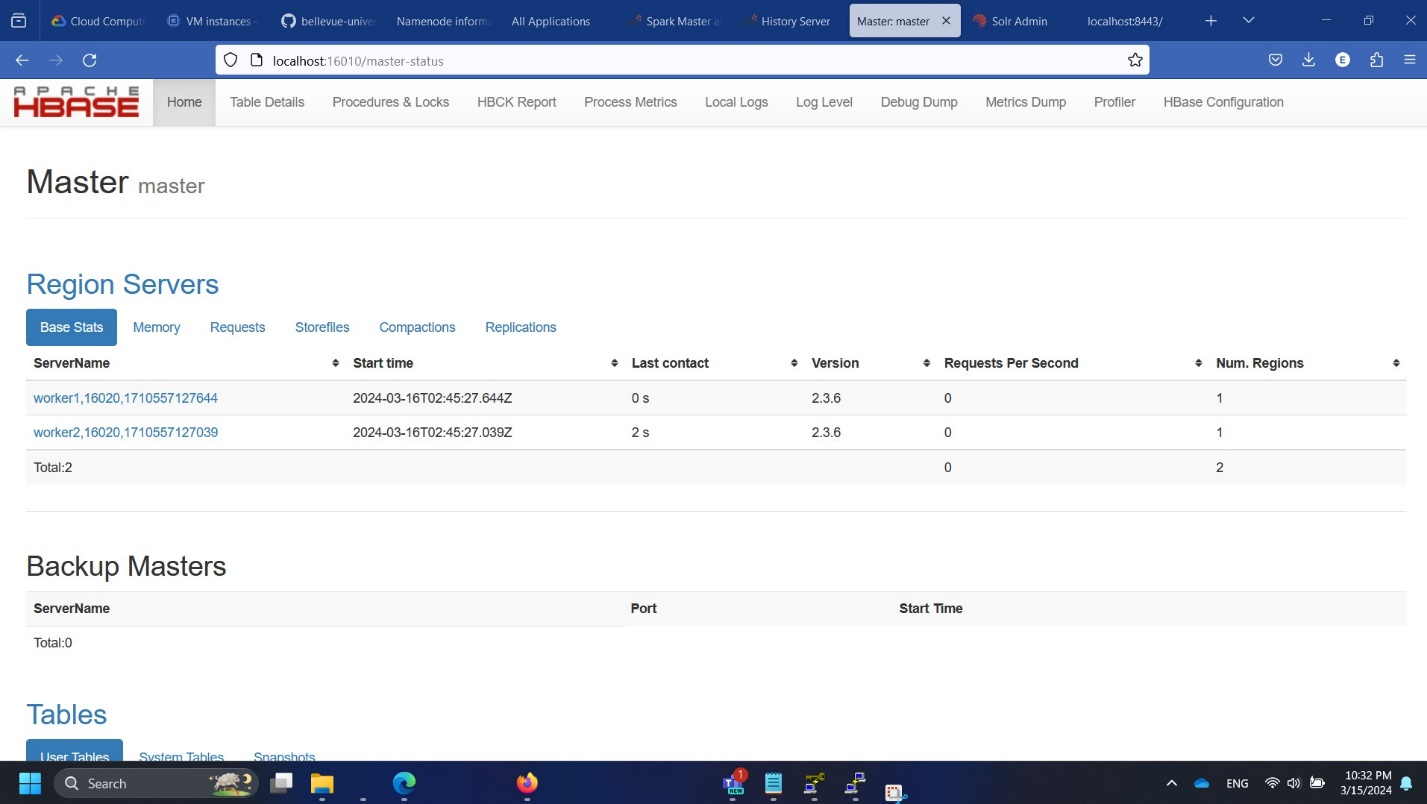 Cloud Computi
VM instances -
bellevue-unive
Namenode informa
All Applications
Spark Master a
History Server
Master: master
Solr Admin
localhost:8443/
localhost:16010/master-status
E
APACHE
HBASE
Home
Table Details
Procedures & Locks
HBCK Report
Process Metrics
Local Logs
Log Level
Debug Dump
Metrics Dump
Profiler
HBase Configuration
Master master
Region Servers
Base Stats Memory Requests Storefiles Compactions Replications
ServerName Start time Last contact Version Requests Per Second Num. Regions
worker1,16020,1710557127644 2024-03-16T02:45:27.644Z 0 s 2.3.6 0 1
worker2,16020,1710557127039 2024-03-16T02:45:27.039Z 2 s 2.3.6 0 1
Total:2 0 2
Backup Masters
ServerName Port Start Time
Total:0
Tables
User Tables System Tables Snapshots
Search
1
NEW
ENG
10:32 PM
3/15/2024